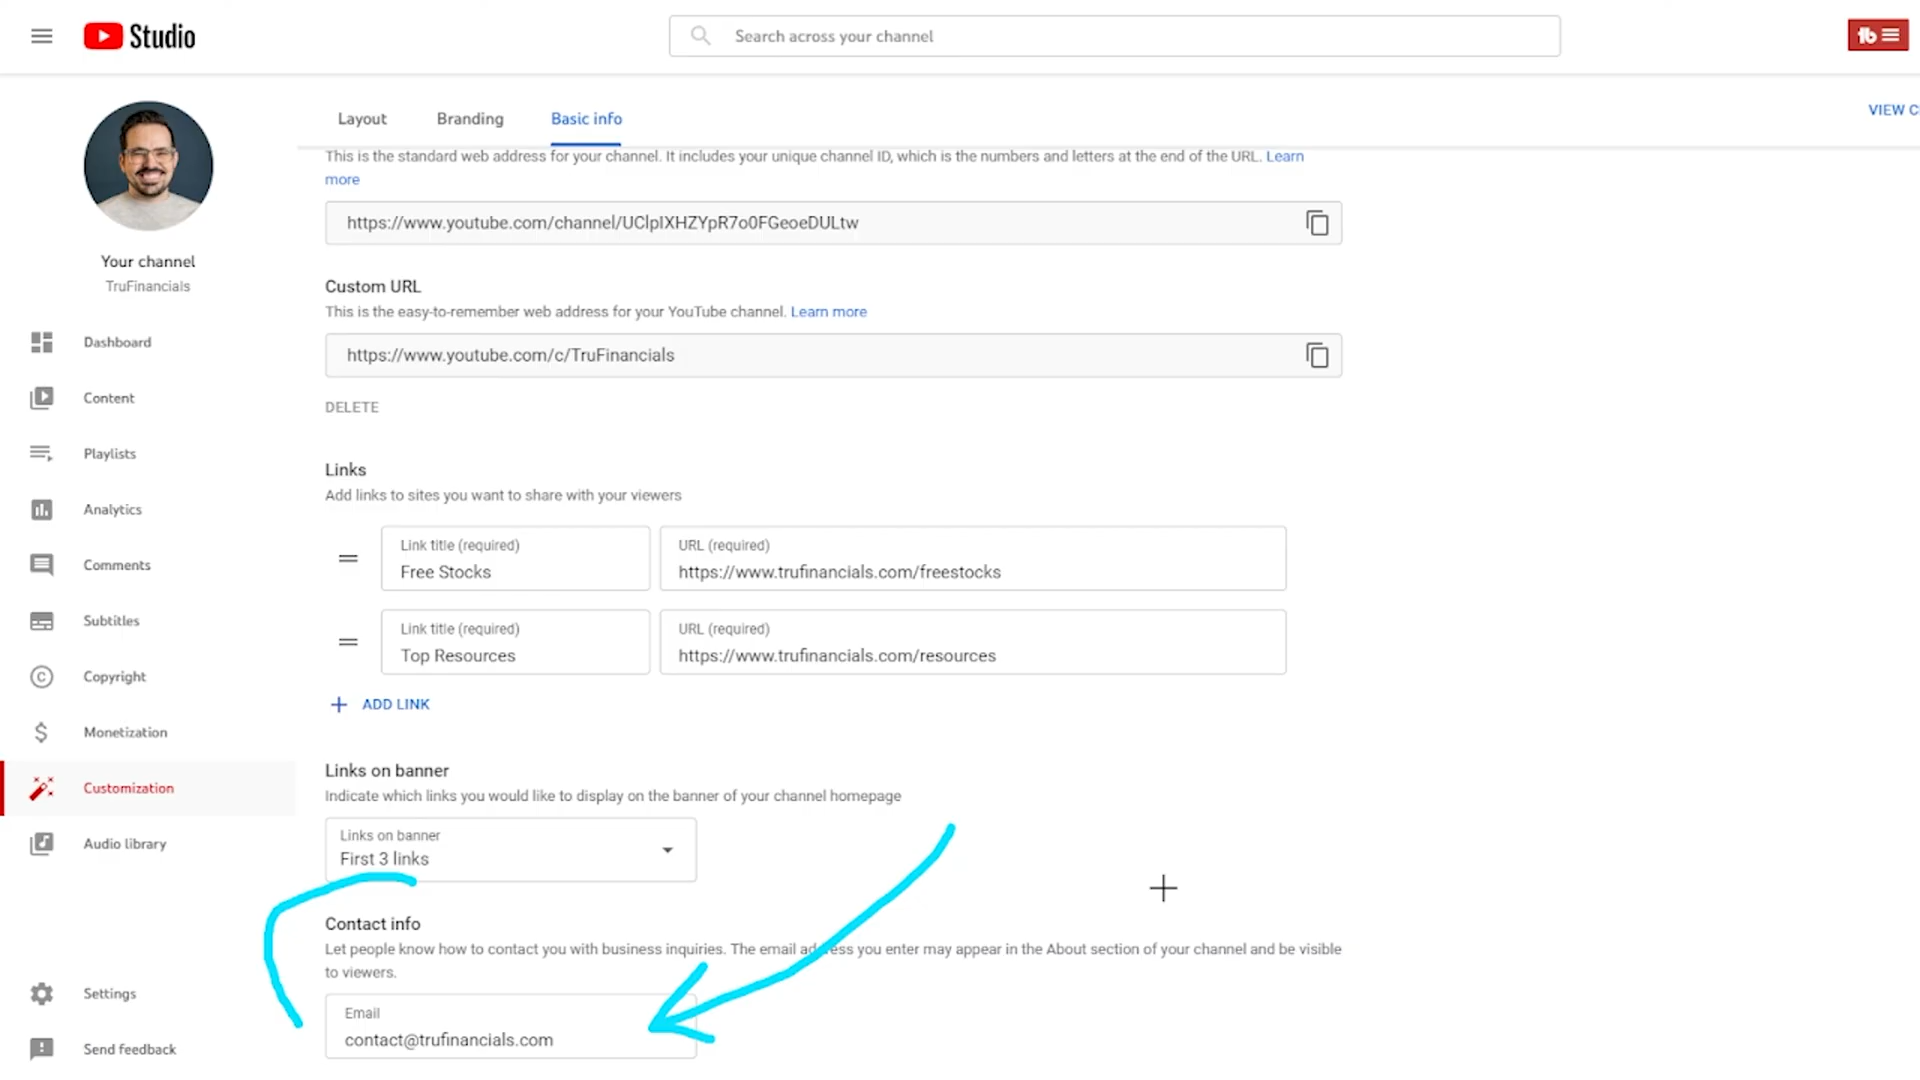 Studio
Search across your channel
Layout
Branding
Basic info
VIEW C
This is the standard web address for your channel. It includes your unique channel ID, which is the numbers and letters at the end of the URL. Learn
more
https://www.youtube.com/channel/UClpIXHZYpR7o0FGeoeDULtw
Your channel
TruFinancials
Custom URL
This is the easy-to-remember web address for your YouTube channel. Learn more
https://www.youtube.com/c/TruFinancials
DELETE
Dashboard
Content
Playlists
Analytics
Comments
Subtitles
Copyright
Monetization
Customization
Audio library
Settings
Send feedback
Links
Add links to sites you want to share with your viewers
Link title (required)
Free Stocks
URL (required)
https://www.trufinancials.com/freestocks
Link title (required)
Top Resources
URL (required)
https://www.trufinancials.com/resources
ADD LINK
Links on banner
Indicate which links you would like to display on the banner of your channel homepage
Links on banner
First 3 links
Contact info
Let people know how to contact you with business inquiries. The email address you enter may appear in the About section of your channel and be visible
to viewers.
Email
contact@trufinancials.com